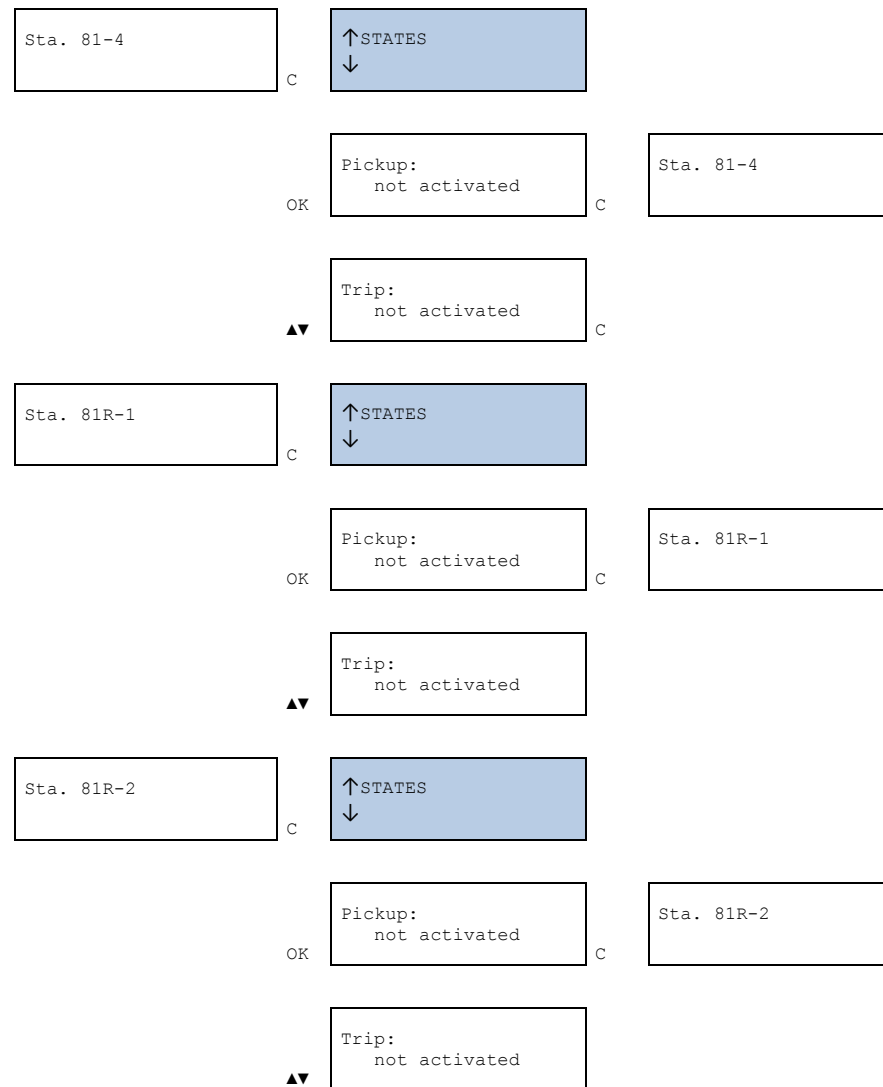 Sta. 81-4
C
↑STATES
↓
OK
Pickup:
not activated
C
Sta. 81-4
▲▼
Trip:
not activated
C
Sta. 81R-1
C
↑STATES
↓
OK
Pickup:
not activated
C
Sta. 81R-1
▲▼
Trip:
not activated
Sta. 81R-2
C
↑STATES
↓
OK
Pickup:
not activated
C
Sta. 81R-2
▲▼
Trip:
not activated